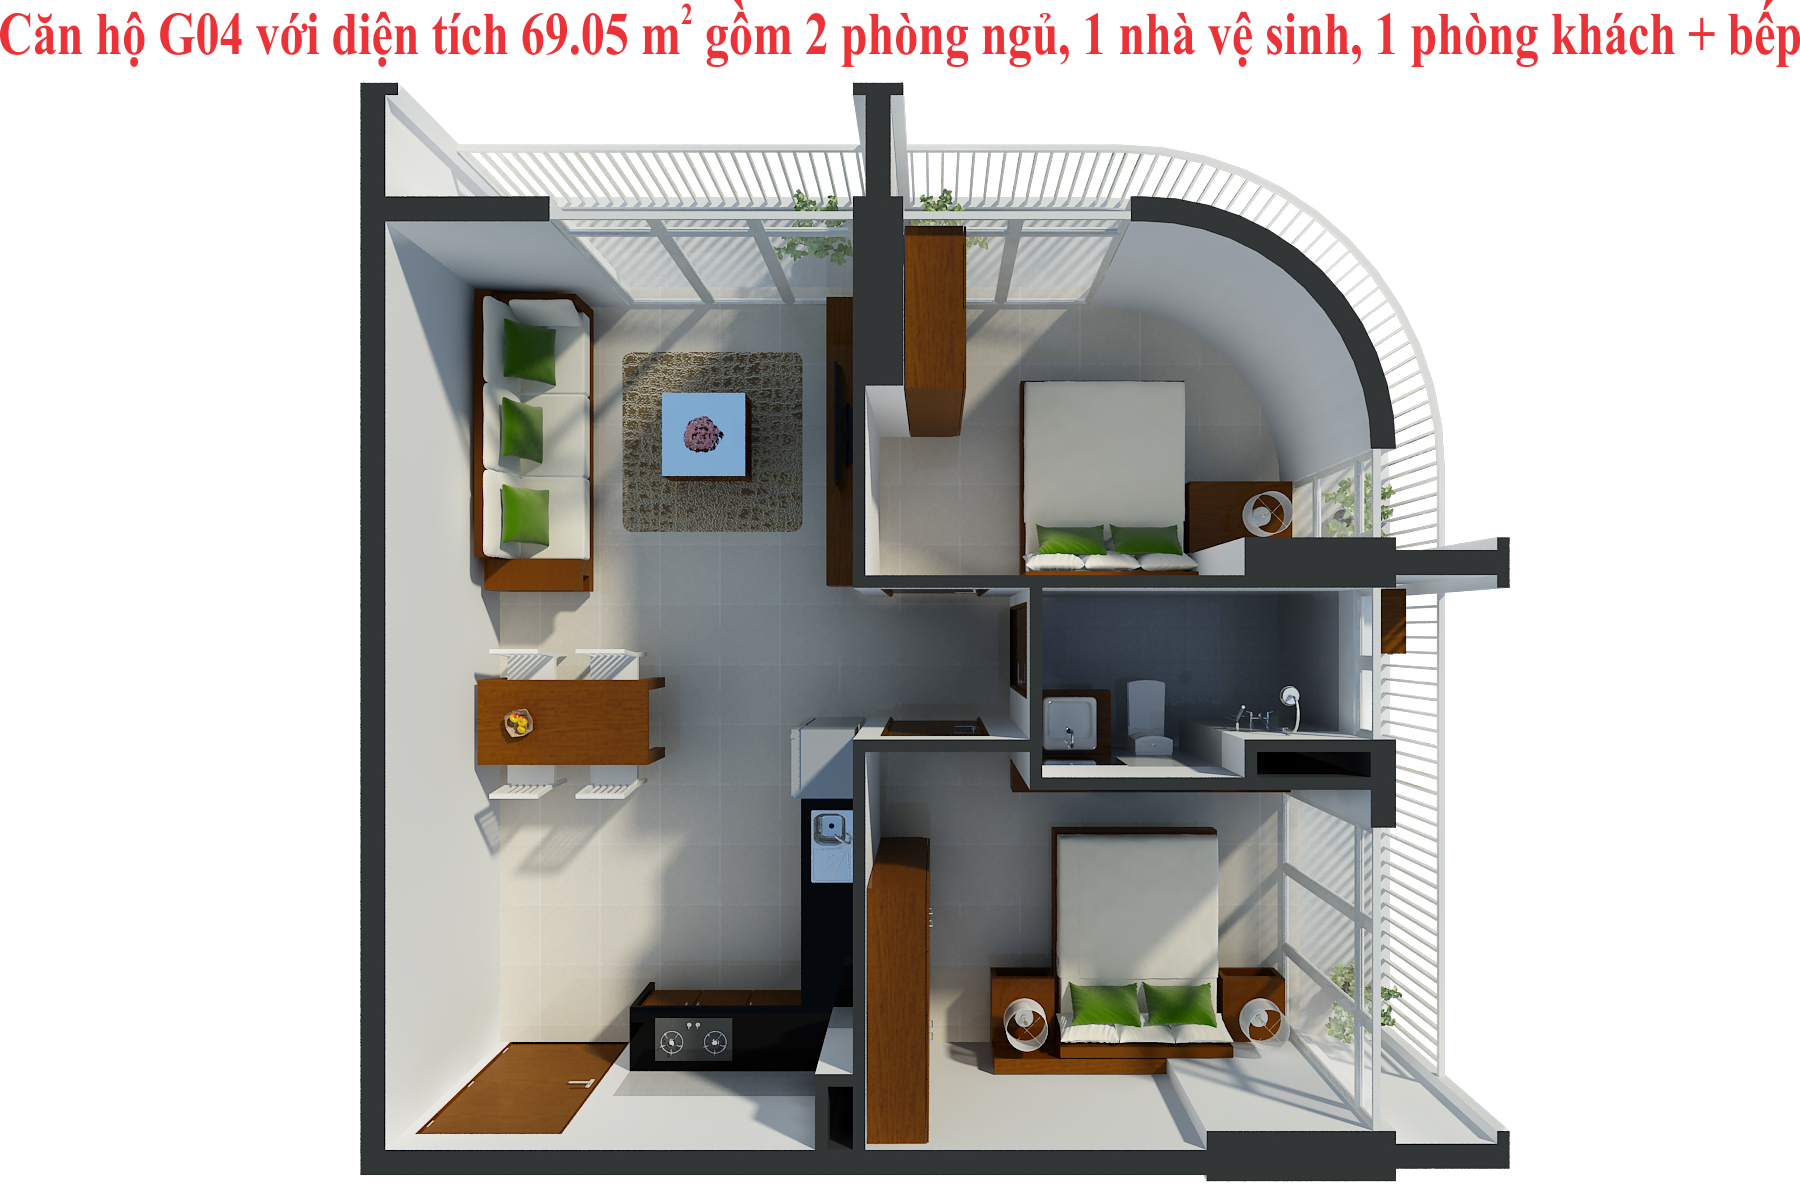 Căn hộ G04 với diện tích 69.05 m² gồm 2 phòng ngủ, 1 nhà vệ sinh, 1 phòng khách + bếp